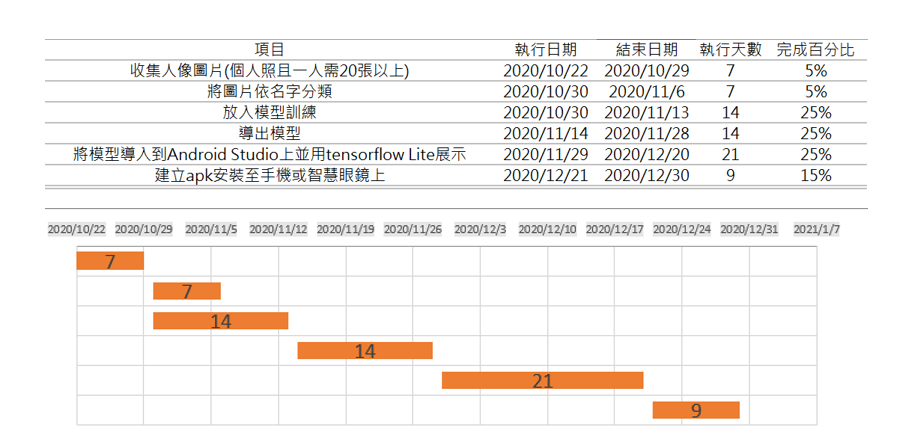 項目 執行日期 結束日期 執行天數 完成百分比
收集人像圖片(個人照且一人需20張以上) 2020/10/22 2020/10/29 7 5%
將圖片依名字分類 2020/10/30 2020/11/6 7 5%
放入模型訓練 2020/10/30 2020/11/13 14 25%
導出模型 2020/11/14 2020/11/28 14 25%
將模型導入到Android Studio上並用tensorflow Lite展示 2020/11/29 2020/12/20 21 25%
建立apk安裝至手機或智慧眼鏡上 2020/12/21 2020/12/30 9 15%
2020/10/22 2020/10/29 2020/11/5 2020/11/12 2020/11/19 2020/11/26 2020/12/3 2020/12/10 2020/12/17 2020/12/24 2020/12/31 2021/1/7
7
7
14
14
21
9